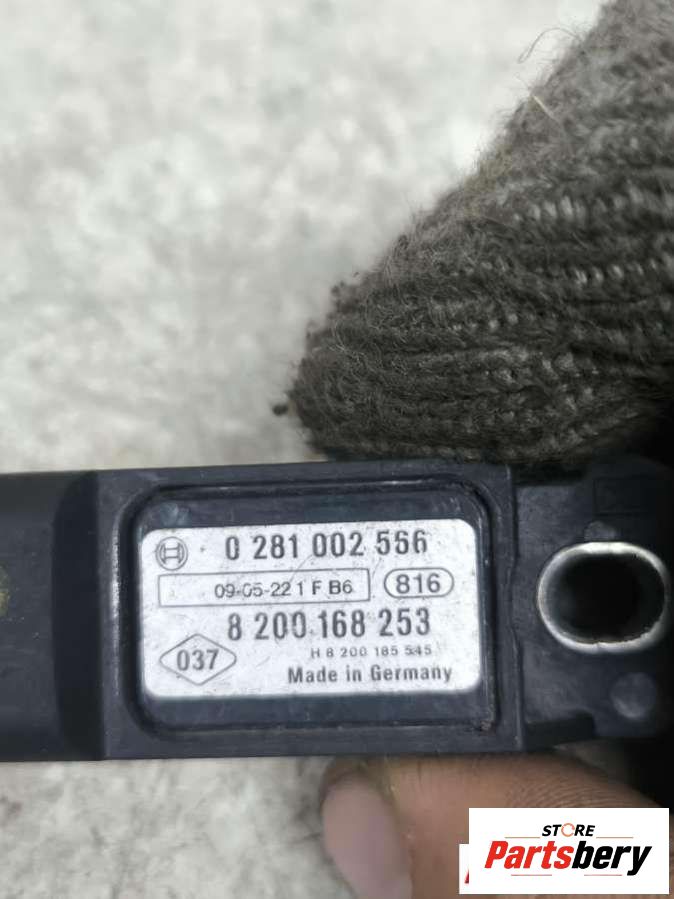 0 281 002 566
09-05-22 1 F B6 816
8 200 168 253
037
H 8 200 185 545
Made in Germany
STORE
Partsbery